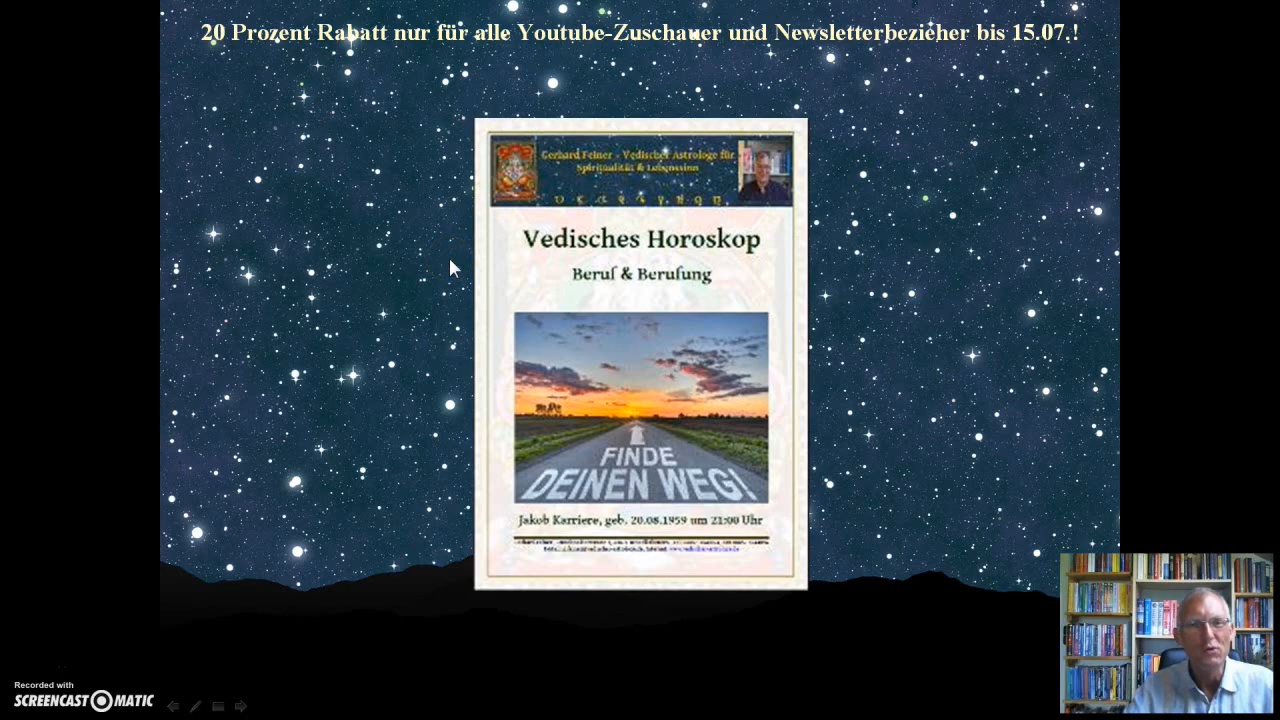 20 Prozent Rabatt nur für alle Youtube-Zuschauer und Newsletterbezieher bis 15.07.!
Gerhard Feiner - Vedischer Astrologe für
Spiritualität & Lebenssinn
Vedisches Horoskop
Beruf & Berufung
FINDE
DEINEN WEG!
Jakob Karriere, geb. 20.08.1959 um 21:00 Uhr
Recorded with
SCREENCAST MATIC